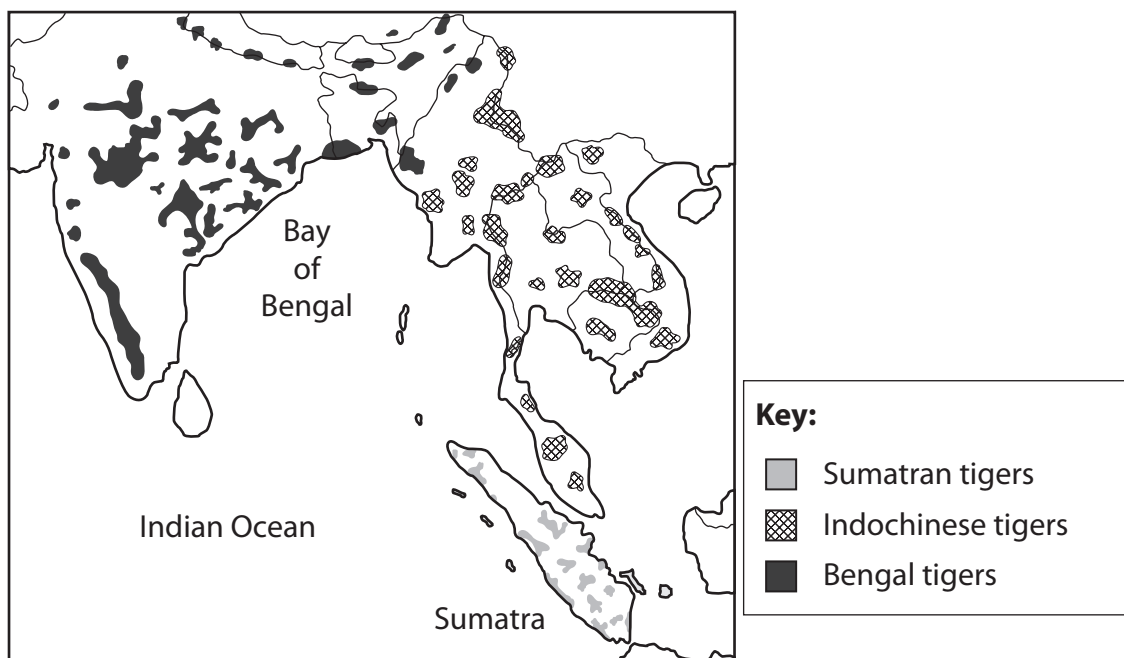 Bay
of
Bengal
Indian Ocean
Sumatra
Key:
Sumatran tigers
Indochinese tigers
Bengal tigers